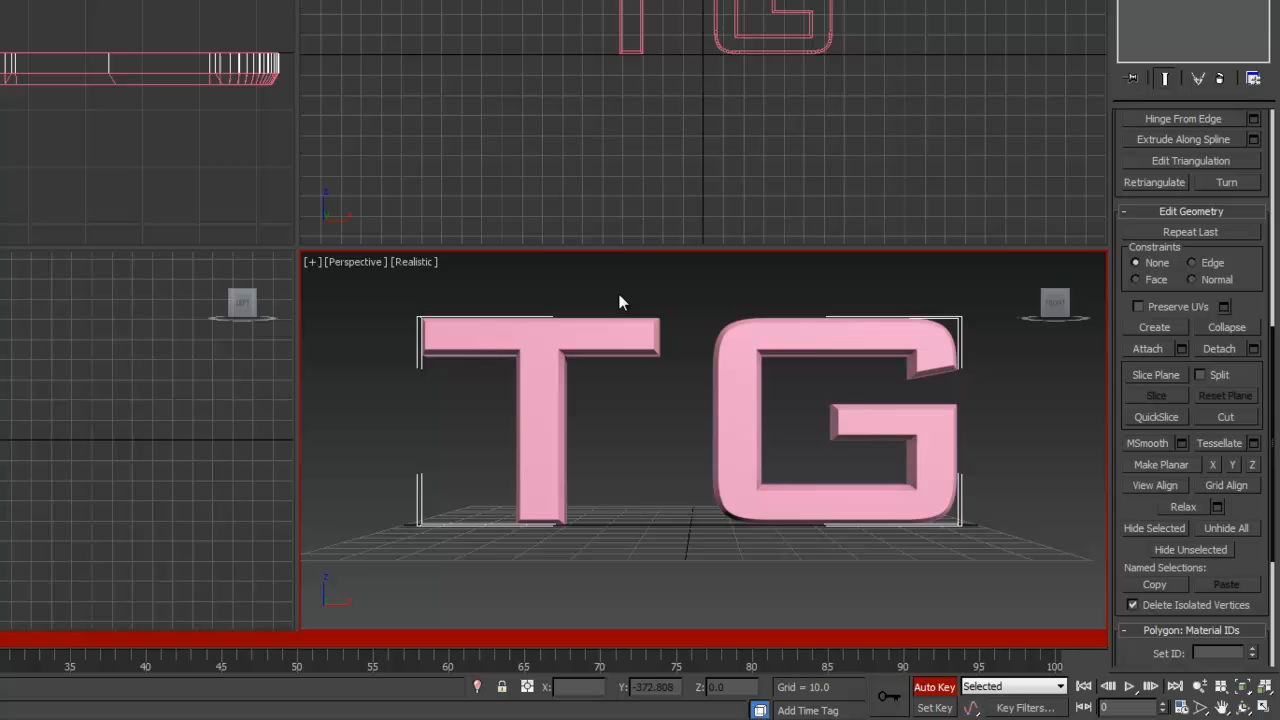 Hinge From Edge
Extrude Along Spline
Edit Triangulation
Retriangulate Turn
- Edit Geometry
Repeat Last
Constraints
None Edge
Face Normal
Preserve UVs
Create Collapse
Attach Detach
Slice Plane Split
Slice Reset Plane
QuickSlice Cut
MSmooth Tessellate
Make Planar X Y Z
View Align Grid Align
Relax
Hide Selected Unhide All
Hide Unselected
Named Selections:
Copy Paste
Delete Isolated Vertices
- Polygon: Material IDs
Set ID:
[+] [Perspective] [Realistic]
LEFT
FRONT
T G
z
x
z
x
35 40 45 50 55 60 65 70 75 80 85 90 95 100
X: Y: -372.808 Z: 0.0 Grid = 10.0 Auto Key Selected
Add Time Tag Set Key Key Filters... 0